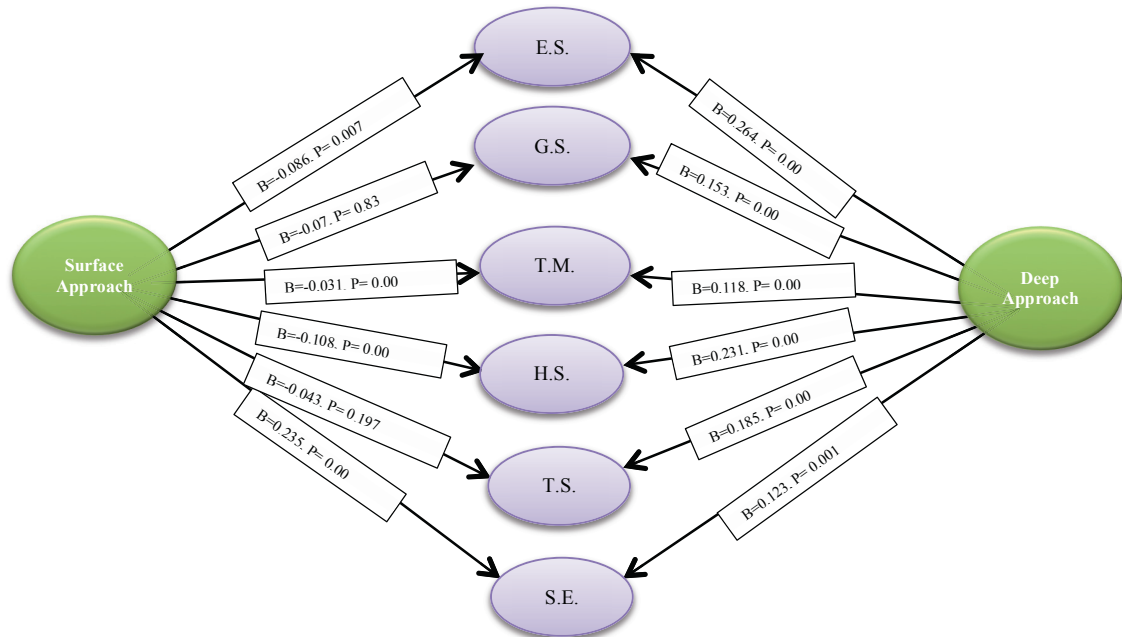 E.S.
B=-0.086. P= 0.007
B=0.264. P= 0.00
G.S.
B=-0.07. P= 0.83
B=0.153. P= 0.00
Surface
Approach
T.M.
B=-0.031. P= 0.00
B=0.118. P= 0.00
Deep
Approach
B=-0.108. P= 0.00
B=0.231. P= 0.00
H.S.
B=-0.043. P= 0.197
B=0.185. P= 0.00
B=0.235. P= 0.00
T.S.
B=0.123. P= 0.001
S.E.